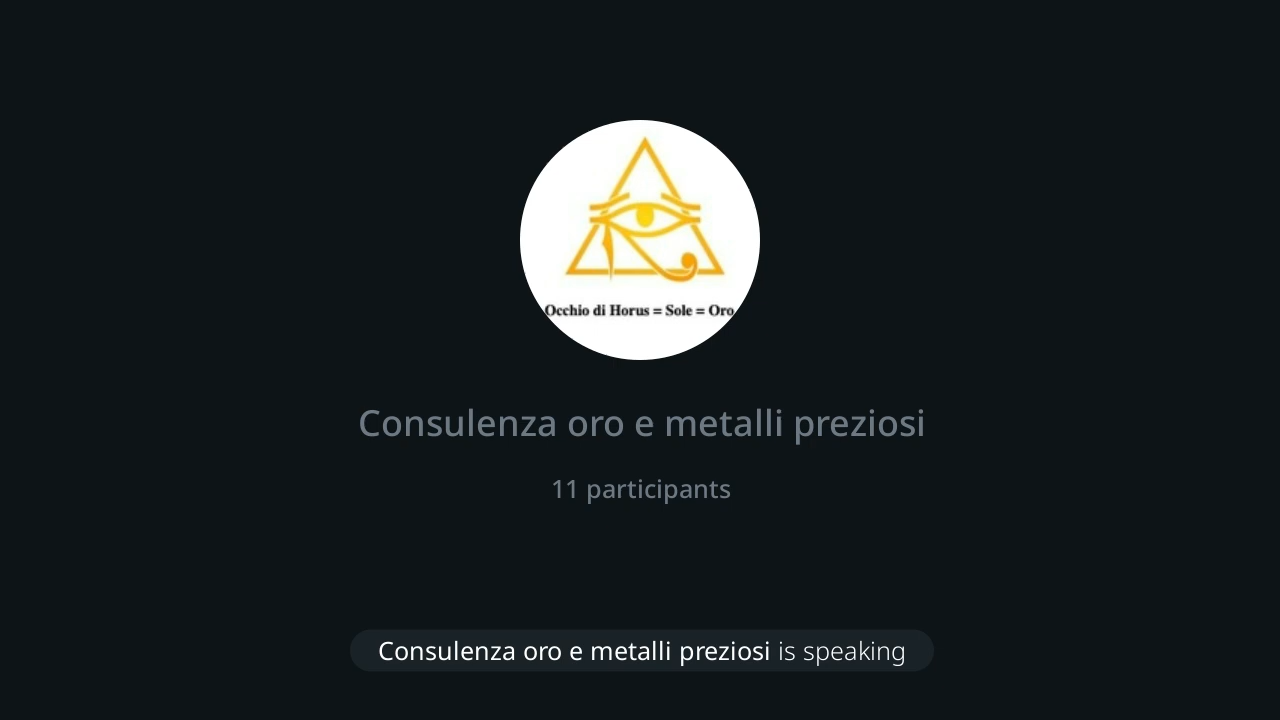 Occhio di Horus = Sole = Oro
Consulenza oro e metalli preziosi
11 participants
Consulenza oro e metalli preziosi is speaking